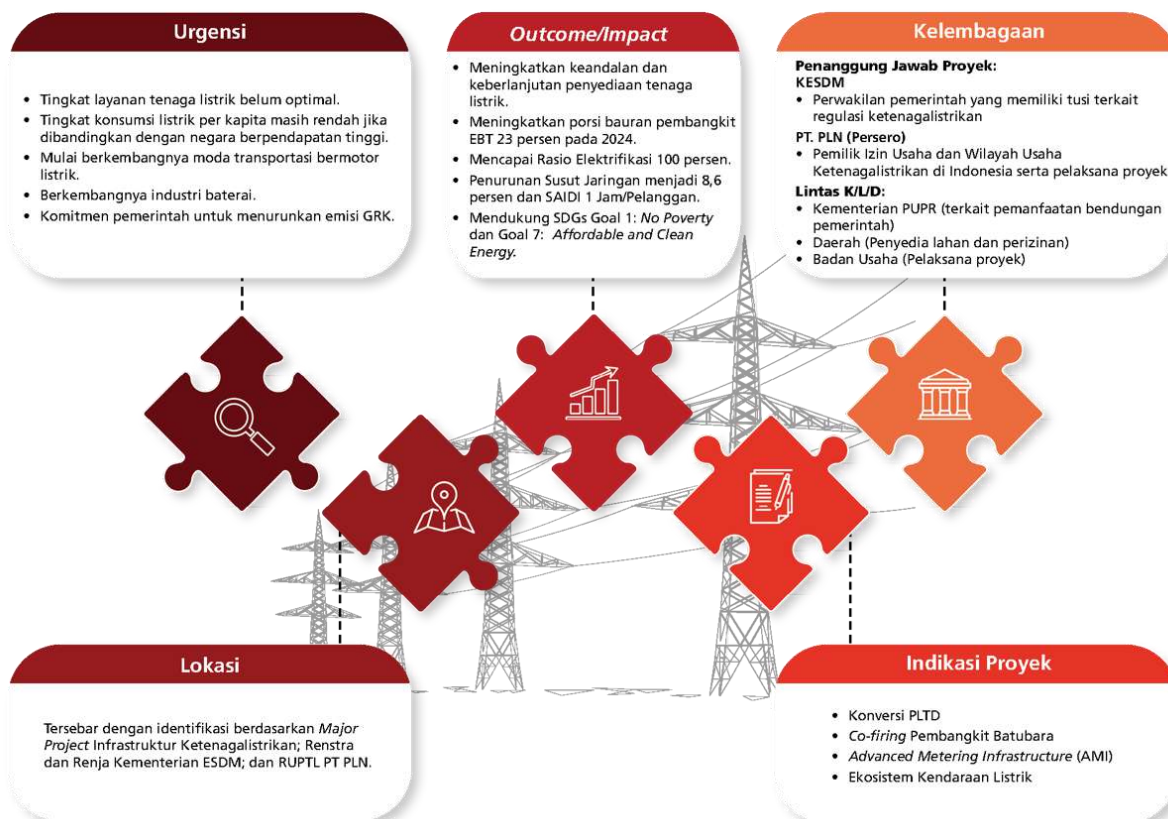 Urgensi
• Tingkat layanan tenaga listrik belum optimal.
• Tingkat konsumsi listrik per kapita masih rendah jika
dibandingkan dengan negara berpendapatan tinggi.
• Mulai berkembangnya moda transportasi bermotor
listrik.
• Berkembangnya industri baterai.
• Komitmen pemerintah untuk menurunkan emisi GRK.
Outcome/Impact
• Meningkatkan keandalan dan
keberlanjutan penyediaan tenaga
listrik.
• Meningkatkan porsi bauran pembangkit
EBT 23 persen pada 2024.
• Mencapai Rasio Elektrifikasi 100 persen.
• Penurunan Susut Jaringan menjadi 8,6
persen dan SAIDI 1 Jam/Pelanggan.
• Mendukung SDGs Goal 1: No Poverty
dan Goal 7: Affordable and Clean
Energy.
Kelembagaan
Penanggung Jawab Proyek:
KESDM
• Perwakilan pemerintah yang memiliki tusi terkait
regulasi ketenagalistrikan
PT. PLN (Persero)
• Pemilik Izin Usaha dan Wilayah Usaha
Ketenagalistrikan di Indonesia serta pelaksana proyek
Lintas K/L/D:
• Kementerian PUPR (terkait pemanfaatan bendungan
pemerintah)
• Daerah (Penyedia lahan dan perizinan)
• Badan Usaha (Pelaksana proyek)
Lokasi
Tersebar dengan identifikasi berdasarkan Major
Project Infrastruktur Ketenagalistrikan; Renstra
dan Renja Kementerian ESDM; dan RUPTL PT PLN.
Indikasi Proyek
• Konversi PLTD
• Co-firing Pembangkit Batubara
• Advanced Metering Infrastructure (AMI)
• Ekosistem Kendaraan Listrik